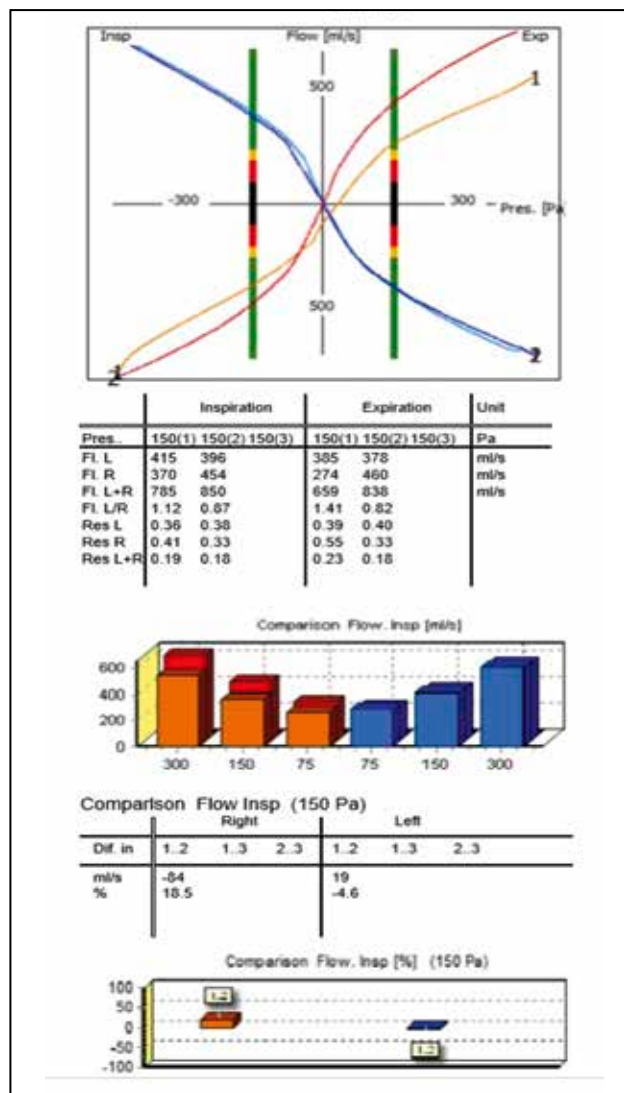 Insp Flow [ml/s] Exp
500 1
-300 300 Pres. [Pa
500
1 2
2
Inspiration Expiration Unit
Pres.. 150(1) 150(2) 150(3) 150(1) 150(2) 150(3) Pa
Fl. L 415 396 385 378 ml/s
Fl. R 370 454 274 460 ml/s
Fl. L+R 785 850 659 838 ml/s
Fl. L/R 1.12 0.87 1.41 0.82
Res L 0.36 0.38 0.39 0.40
Res R 0.41 0.33 0.55 0.33
Res L+R 0.19 0.18 0.23 0.18
Comparison Flow. Insp [ml/s]
600
400
200
0
300 150 75 75 150 300
Comparison Flow Insp (150 Pa)
Right Left
Dif. in 1..2 1..3 2..3 1..2 1..3 2..3
ml/s -84 19
% 18.5 -4.6
Comparison Flow. Insp [%] (150 Pa)
100
50
0
-50
-100
1.2
1.2